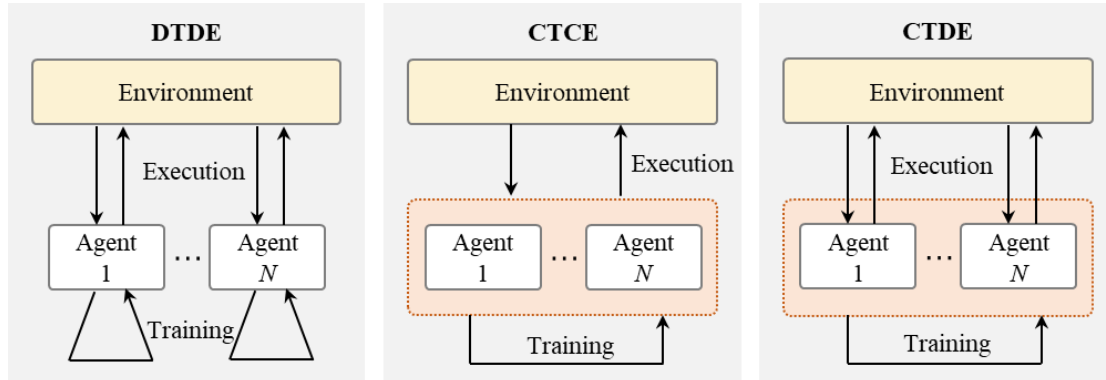 DTDE
Environment
Execution
Agent
1
...
Agent
N
Training
CTCE
Environment
Execution
Agent
1
...
Agent
N
Training
CTDE
Environment
Execution
Agent
1
...
Agent
N
Training